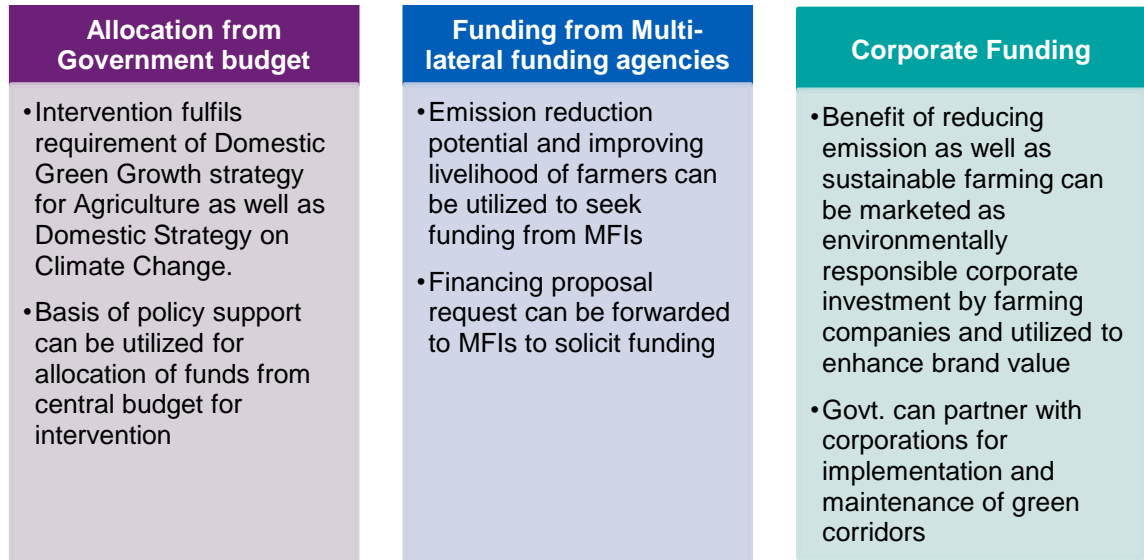 Allocation from
Government budget
•Intervention fulfils
requirement of Domestic
Green Growth strategy
for Agriculture as well as
Domestic Strategy on
Climate Change.
•Basis of policy support
can be utilized for
allocation of funds from
central budget for
intervention
Funding from Multi-
lateral funding agencies
•Emission reduction
potential and improving
livelihood of farmers can
be utilized to seek
funding from MFIs
•Financing proposal
request can be forwarded
to MFIs to solicit funding
Corporate Funding
•Benefit of reducing
emission as well as
sustainable farming can
be marketed as
environmentally
responsible corporate
investment by farming
companies and utilized to
enhance brand value
•Govt. can partner with
corporations for
implementation and
maintenance of green
corridors